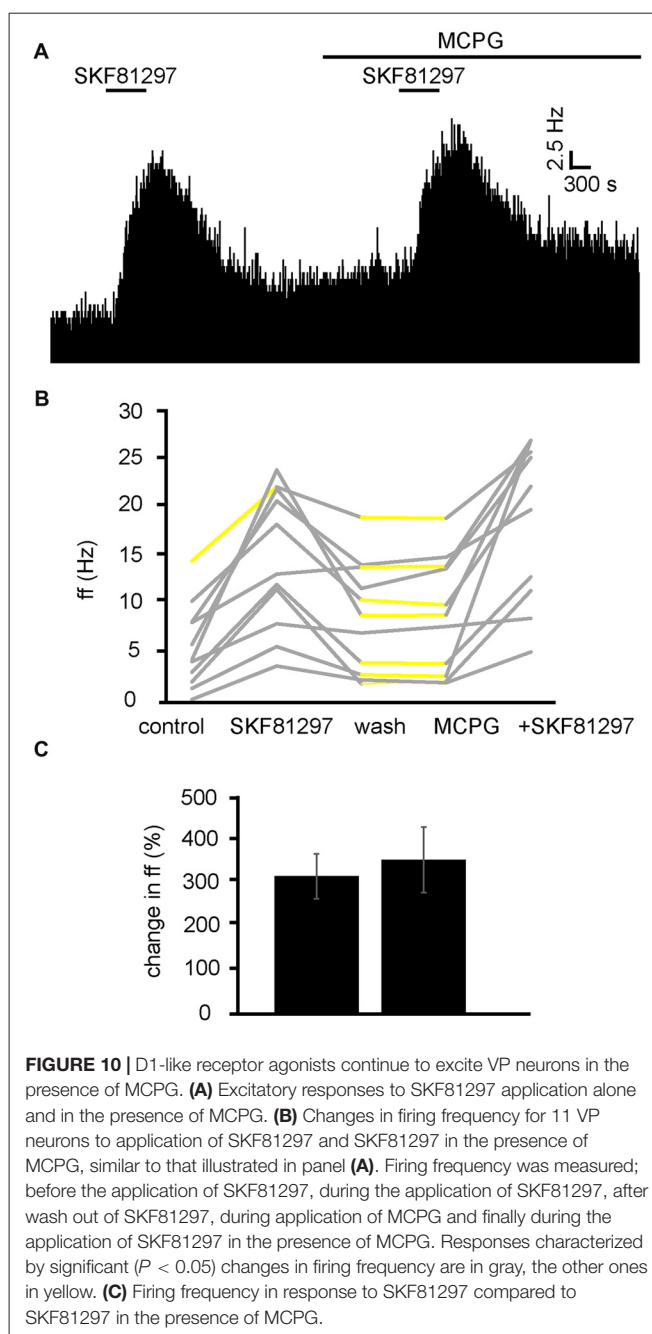 A
MCPG
SKF81297
SKF81297
2.5 Hz
300 s
B
30
25
20
15
10
5
0
ff (Hz)
control SKF81297 wash MCPG +SKF81297
C
500
400
300
200
100
0
change in ff (%)
FIGURE 10 | D1-like receptor agonists continue to excite VP neurons in the
presence of MCPG. (A) Excitatory responses to SKF81297 application alone
and in the presence of MCPG. (B) Changes in firing frequency for 11 VP
neurons to application of SKF81297 and SKF81297 in the presence of
MCPG, similar to that illustrated in panel (A). Firing frequency was measured;
before the application of SKF81297, during the application of SKF81297, after
wash out of SKF81297, during application of MCPG and finally during the
application of SKF81297 in the presence of MCPG. Responses characterized
by significant (P < 0.05) changes in firing frequency are in gray, the other ones
in yellow. (C) Firing frequency in response to SKF81297 compared to
SKF81297 in the presence of MCPG.